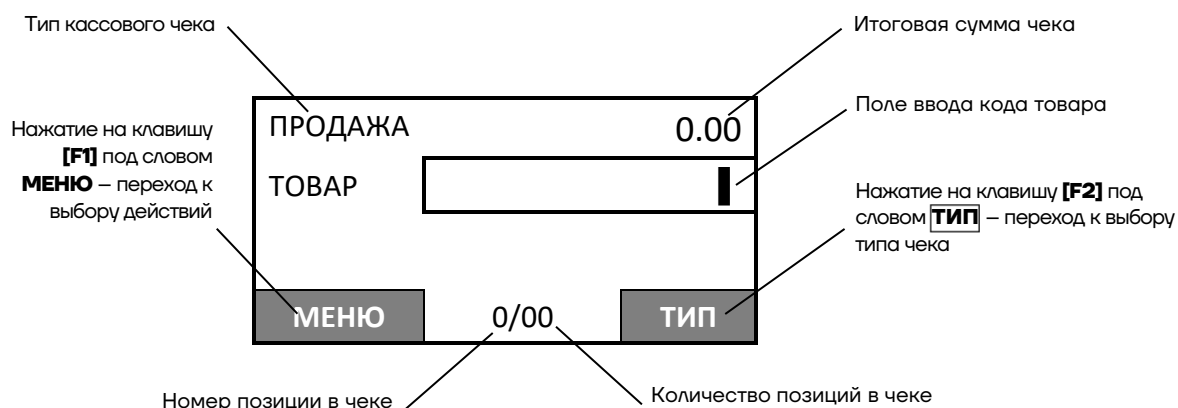 Тип кассового чека
Итоговая сумма чека
ПРОДАЖА 0.00
Поле ввода кода товара
Нажатие на клавишу
[F1] под словом
МЕНЮ – переход к
выбору действий
ТОВАР
Нажатие на клавишу [F2] под
словом ТИП – переход к выбору
типа чека
МЕНЮ 0/00 ТИП
Номер позиции в чеке
Количество позиций в чеке